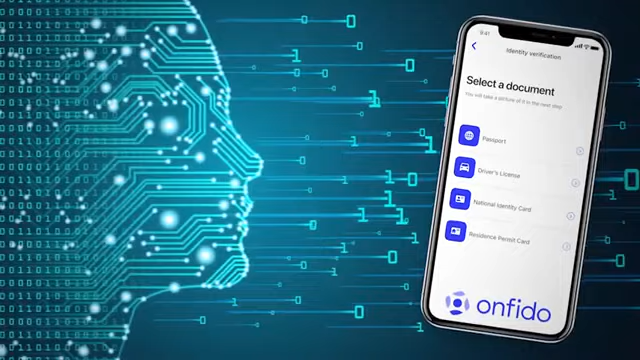 9:41
Identity verification
Select a document
You will take a picture of it in the next step
Passport
Driver's License
National Identity Card
Residence Permit Card
onfido